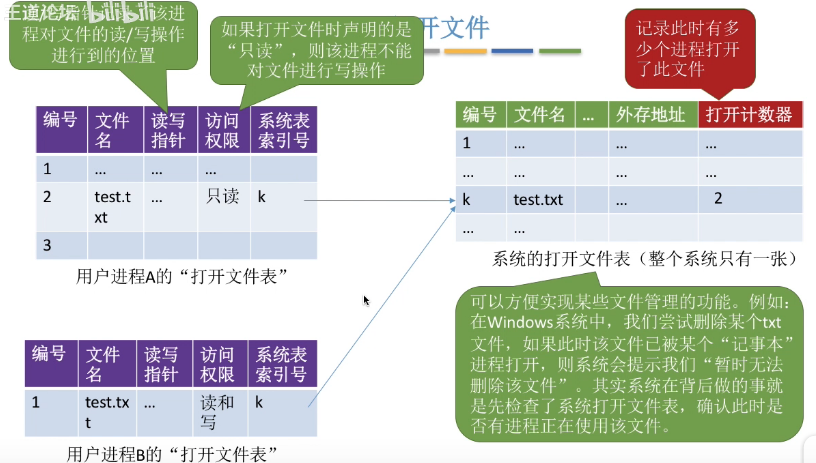 王道论坛 bilibili
该进
程对文件的读/写操作
进行到的位置
如果打开文件时声明的是
“只读”，则该进程不能
对文件进行写操作
开文件
记录此时有多
少个进程打开
了此文件
编号 文件名 读写指针 访问权限 系统表索引号
1 ... ... ...
2 test.txt ... 只读 k
3
用户进程A的“打开文件表”
编号 文件名 ... 外存地址 打开计数器
1 ... ... ...
... ... ... ...
k test.txt ... 2
... ...
系统的打开文件表（整个系统只有一张）
可以方便实现某些文件管理的功能。例如：
在Windows系统中，我们尝试删除某个txt
文件，如果此时该文件已被某个“记事本”
进程打开，则系统会提示我们“暂时无法
删除该文件”。其实系统在背后做的事就
是先检查了系统打开文件表，确认此时是
否有进程正在使用该文件。
编号 文件名 读写指针 访问权限 系统表索引号
1 test.txt ... 读和写 k
用户进程B的“打开文件表”